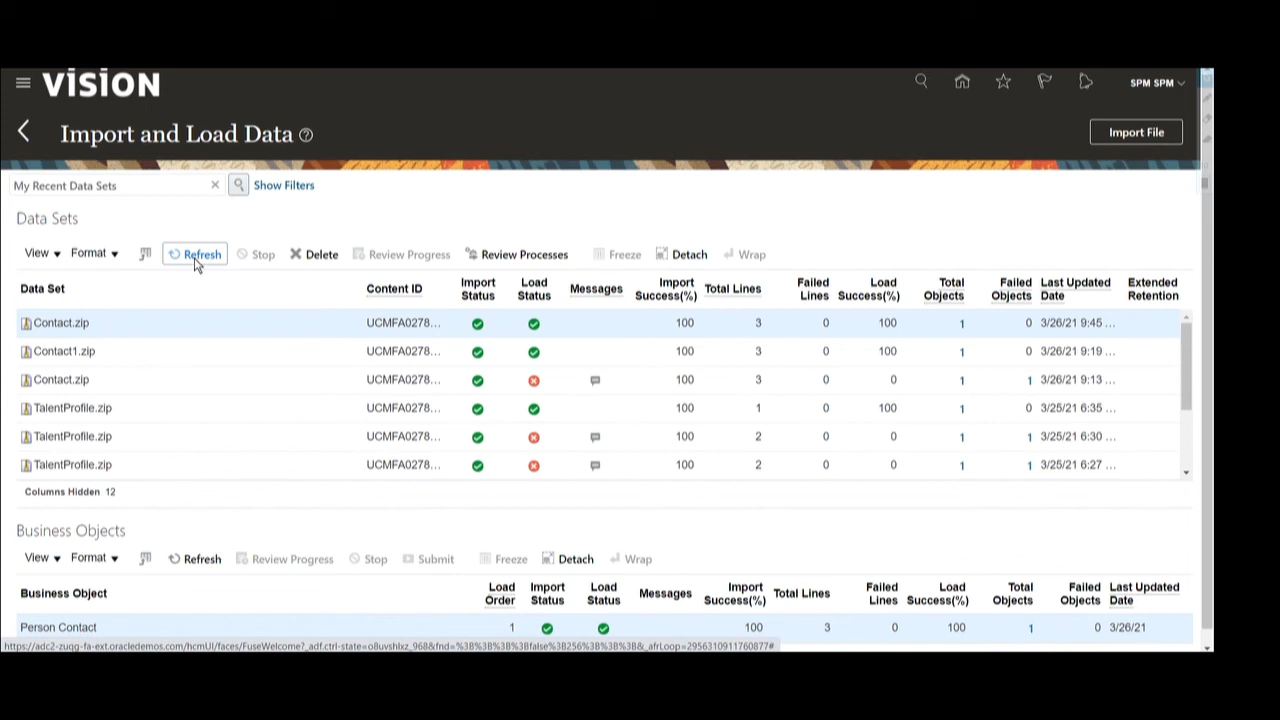 VISION
SPM SPM
Import and Load Data
Import File
My Recent Data Sets
Show Filters
Data Sets
View Format Refresh Stop Delete Review Progress Review Processes Freeze Detach Wrap
Data Set Content ID Import Status Load Status Messages Import Success(%) Total Lines Failed Lines Load Success(%) Total Objects Failed Objects Last Updated Date Extended Retention
Contact.zip UCMFA0278... 100 3 0 100 1 0 3/26/21 9:45 ...
Contact1.zip UCMFA0278... 100 3 0 100 1 0 3/26/21 9:19 ...
Contact.zip UCMFA0278... 100 3 0 0 1 1 3/26/21 9:13 ...
TalentProfile.zip UCMFA0278... 100 1 0 100 1 0 3/25/21 6:35 ...
TalentProfile.zip UCMFA0278... 100 2 0 0 1 1 3/25/21 6:30 ...
TalentProfile.zip UCMFA0278... 100 2 0 0 1 1 3/25/21 6:27 ...
Columns Hidden 12
Business Objects
View Format Refresh Review Progress Stop Submit Freeze Detach Wrap
Business Object Load Order Import Status Load Status Messages Import Success(%) Total Lines Failed Lines Load Success(%) Total Objects Failed Objects Last Updated Date
Person Contact 1 100 3 0 100 1 0 3/26/21